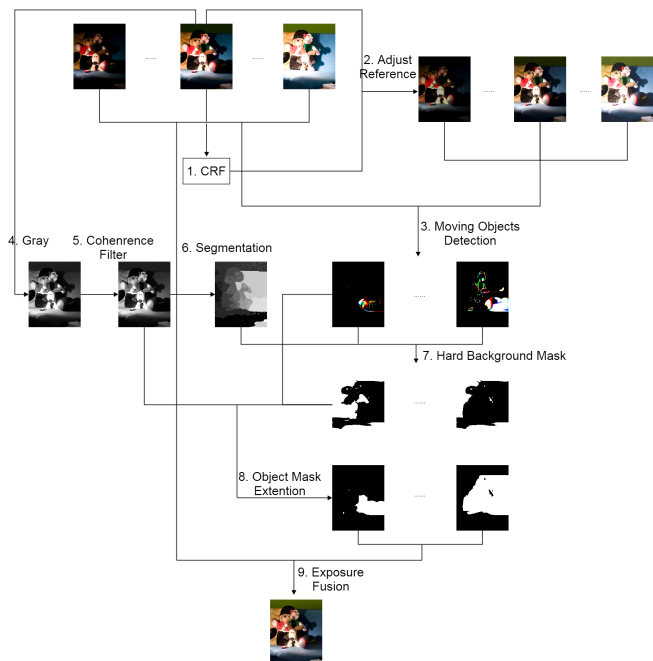 ......
......
2. Adjust
Reference
......
......
1. CRF
3. Moving Objects
Detection
4. Gray
5. Cohenrence
Filter
6. Segmentation
......
7. Hard Background Mask
......
8. Object Mask
Extention
......
9. Exposure
Fusion